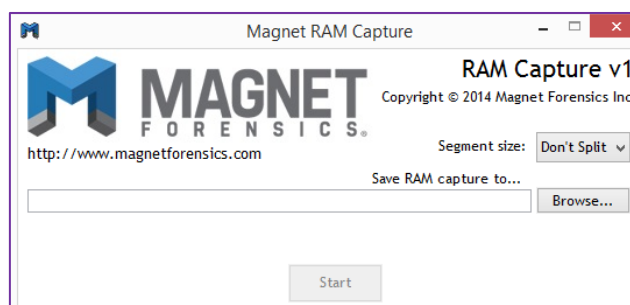 Magnet RAM Capture
MAGNET
FORENSICS®
RAM Capture v1
Copyright © 2014 Magnet Forensics Inc
http://www.magnetforensics.com
Segment size: Don't Split
Save RAM capture to...
Browse...
Start